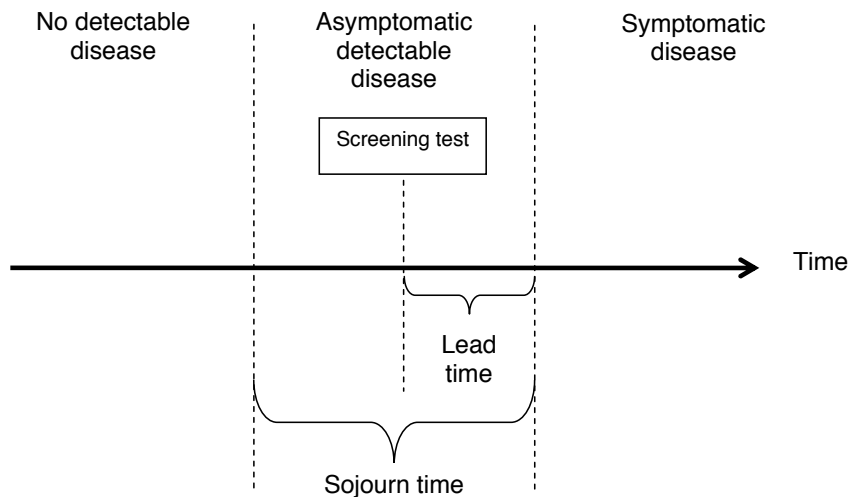 No detectable
disease
Asymptomatic
detectable
disease
Symptomatic
disease
Screening test
Time
Lead
time
Sojourn time